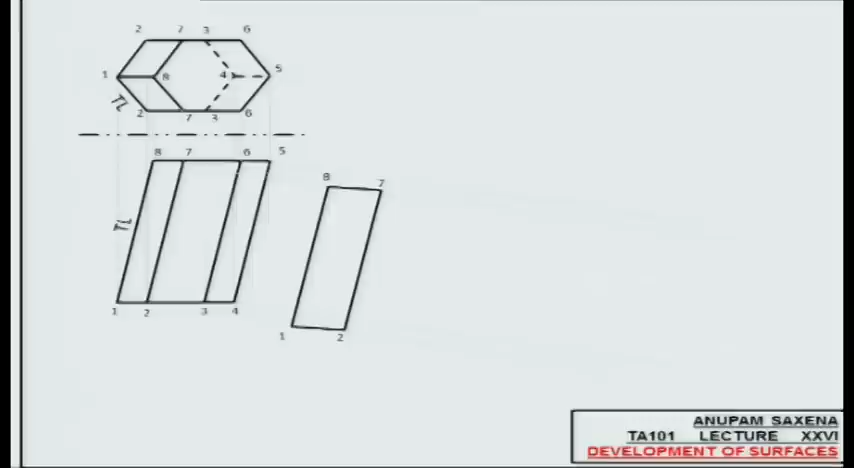 2 7 3 6
1 8 4 5
TL
2 7 3 6
8 7 6 5
8 7
TL
1 2 3 4
1 2
ANUPAM SAXENA
TA101 LECTURE XXVI
DEVELOPMENT OF SURFACES